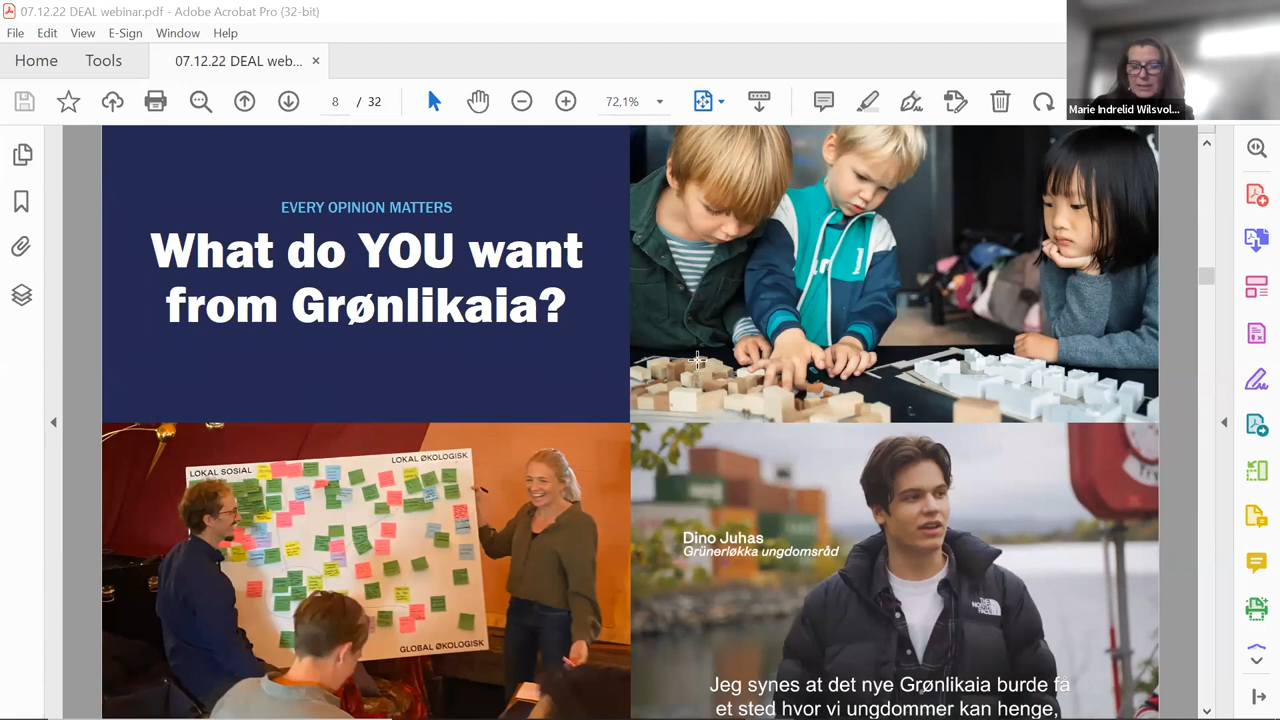 07.12.22 DEAL webinar.pdf - Adobe Acrobat Pro (32-bit)
File Edit View E-Sign Window Help
Home Tools 07.12.22 DEAL web... ×
8 / 32 72,1%
Marie Indrelid Wilsvol...
EVERY OPINION MATTERS
What do YOU want
from Grønlikaia?
LOKAL SOSIAL
LOKAL ØKOLOGISK
GLOBAL ØKOLOGISK
Dino Juhas
Grünerløkka ungdomsråd
THE
NORTH
FACE
Jeg synes at det nye Grønlikaia burde få
et sted hvor vi ungdommer kan henge,